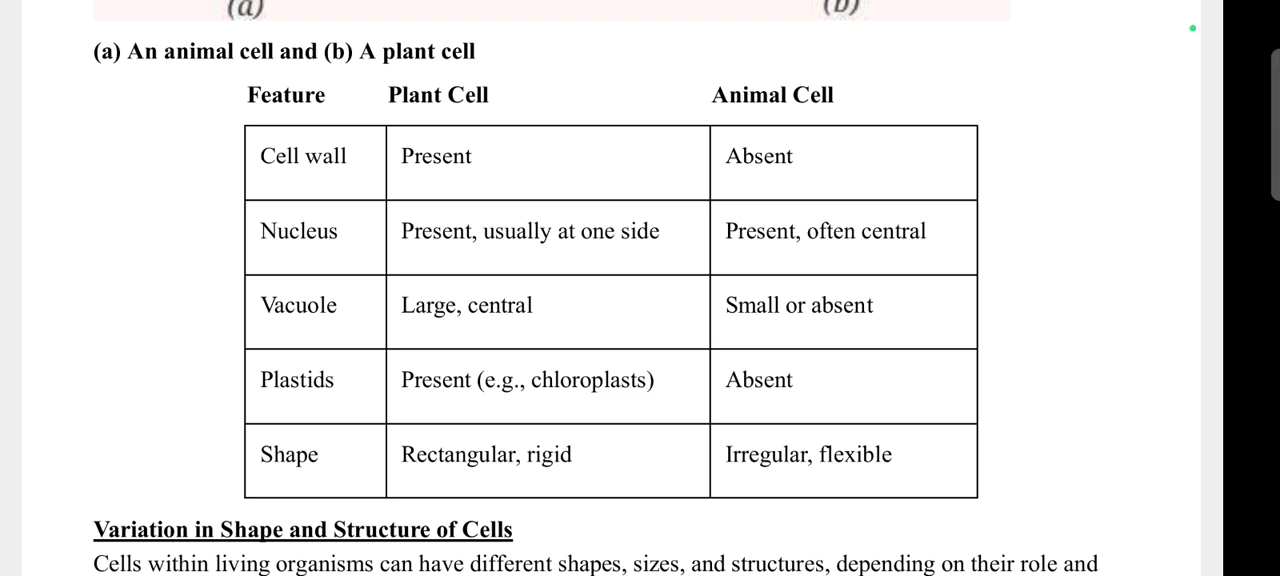 (a) (b)
(a) An animal cell and (b) A plant cell
Feature Plant Cell Animal Cell
Cell wall Present Absent
Nucleus Present, usually at one side Present, often central
Vacuole Large, central Small or absent
Plastids Present (e.g., chloroplasts) Absent
Shape Rectangular, rigid Irregular, flexible
Variation in Shape and Structure of Cells
Cells within living organisms can have different shapes, sizes, and structures, depending on their role and